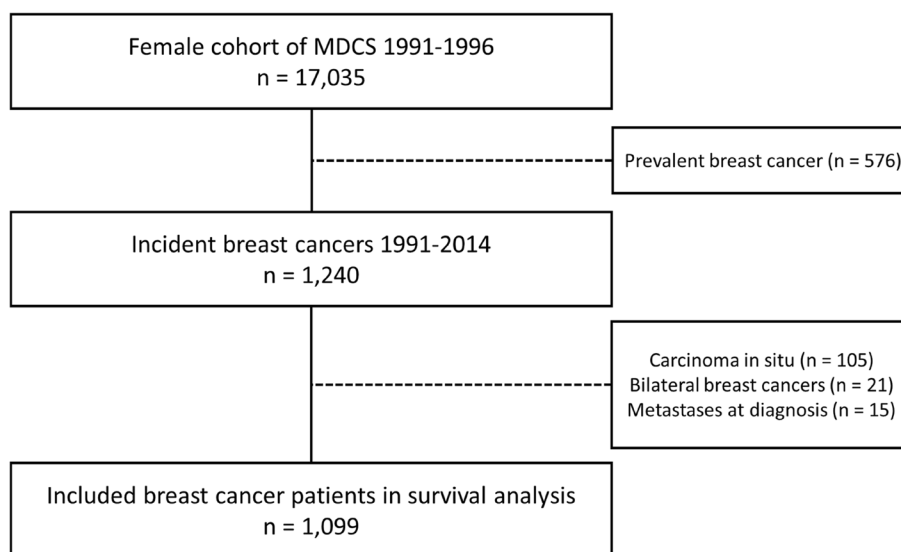 Female cohort of MDCS 1991-1996
n = 17,035
Prevalent breast cancer (n = 576)
Incident breast cancers 1991-2014
n = 1,240
Carcinoma in situ (n = 105)
Bilateral breast cancers (n = 21)
Metastases at diagnosis (n = 15)
Included breast cancer patients in survival analysis
n = 1,099